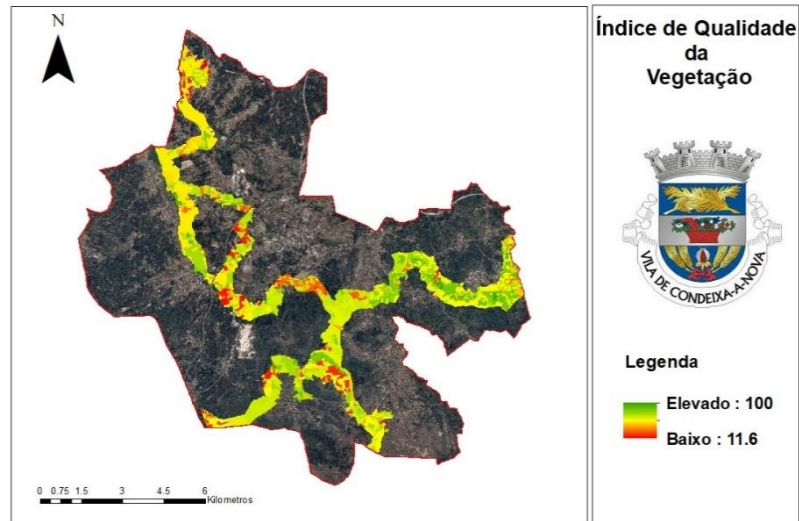 N
Índice de Qualidade
da
Vegetação
VILA DE CONDEIXA-A-NOVA
Legenda
Elevado : 100
Baixo : 11.6
0 0.75 1.5 3 4.5 6
Kilometros